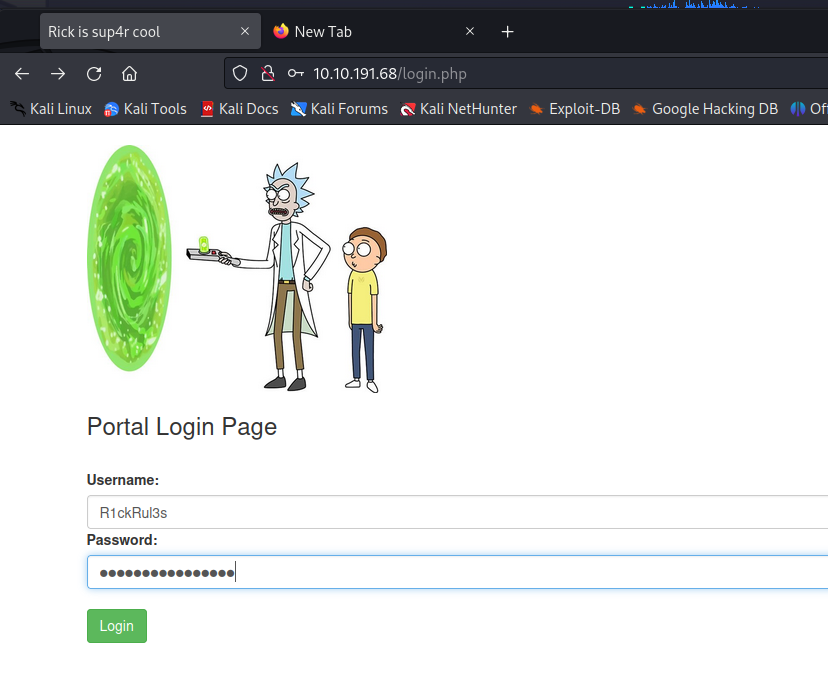 Rick is sup4r cool
New Tab
10.10.191.68/login.php
Kali Linux Kali Tools Kali Docs Kali Forums Kali NetHunter Exploit-DB Google Hacking DB Off
Portal Login Page
Username:
R1ckRul3s
Password:
●●●●●●●●●●●●●●●●
Login